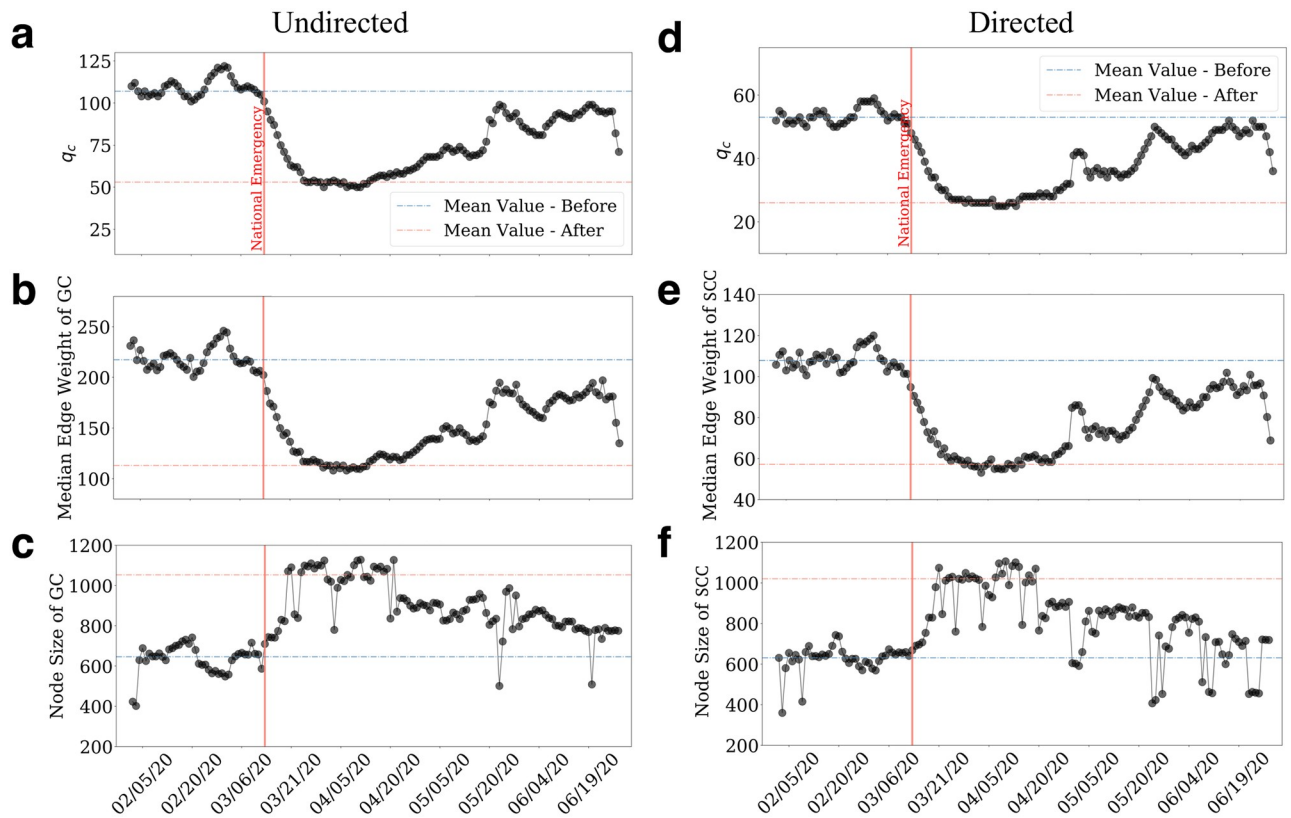 Undirected
Directed
a
125
100
75
50
25
q_c
National Emergency
Mean Value - Before
Mean Value - After
d
60
40
20
q_c
National Emergency
Mean Value - Before
Mean Value - After
b
Median Edge Weight of GC
250
200
150
100
e
Median Edge Weight of SCC
140
120
100
80
60
40
c
Node Size of GC
1200
1000
800
600
400
200
02/05/20
02/20/20
03/06/20
03/21/20
04/05/20
04/20/20
05/05/20
05/20/20
06/04/20
06/19/20
f
Node Size of SCC
1200
1000
800
600
400
200
02/05/20
02/20/20
03/06/20
03/21/20
04/05/20
04/20/20
05/05/20
05/20/20
06/04/20
06/19/20